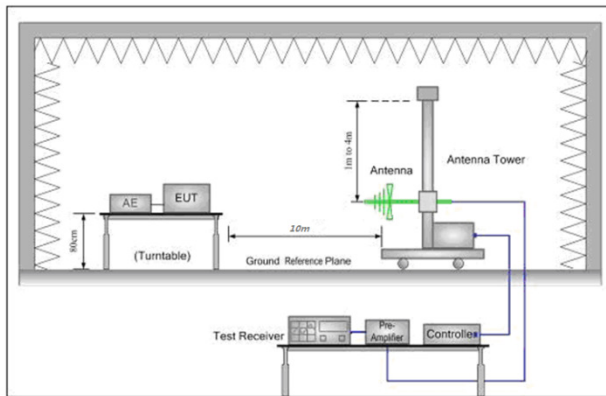 1m to 4m
Antenna
Antenna Tower
AE
EUT
80cm
(Turntable)
10m
Ground Reference Plane
Test Receiver
Pre-
Amplifier
Controller